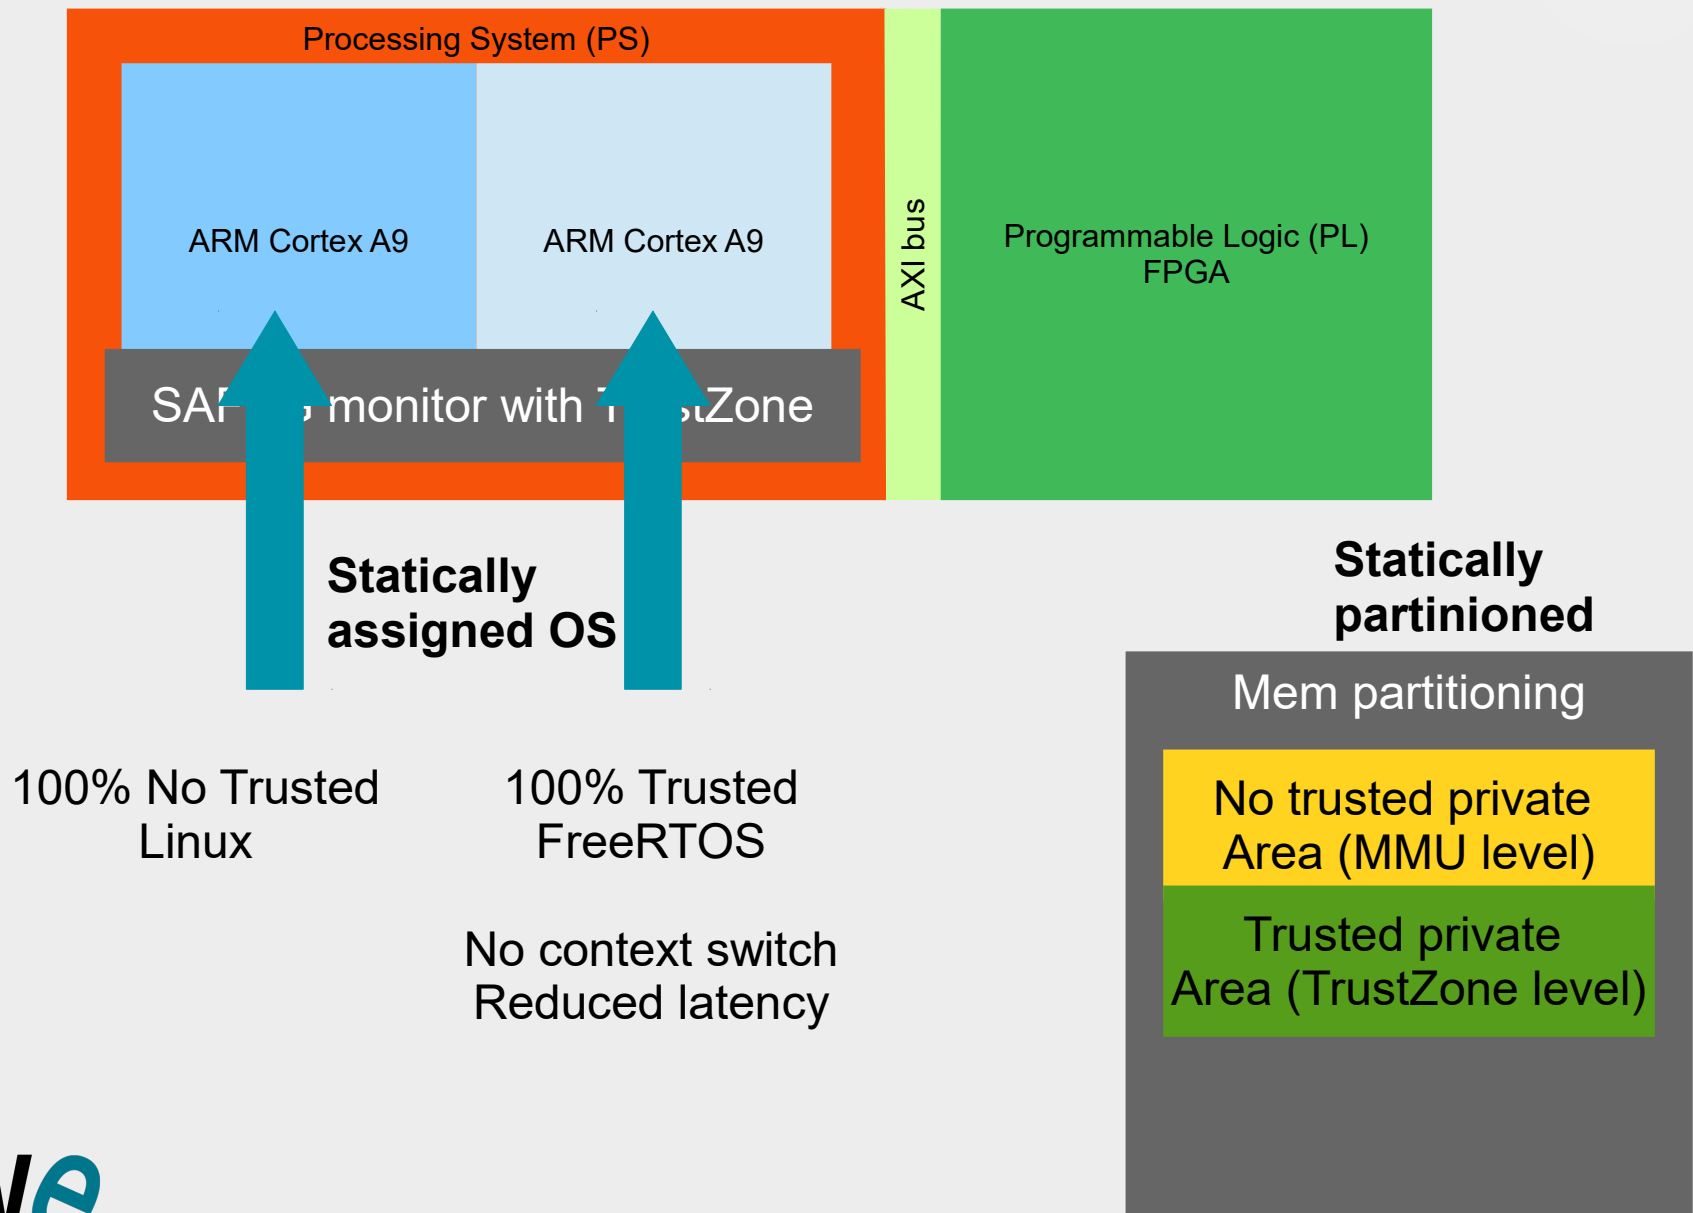 Processing System (PS)
ARM Cortex A9
ARM Cortex A9
AXI bus
Programmable Logic (PL)
FPGA
monitor with
Zone
Statically
assigned OS
Statically
partinioned
Mem partitioning
100% No Trusted
Linux
100% Trusted
FreeRTOS
No context switch
Reduced latency
No trusted private
Area (MMU level)
Trusted private
Area (TrustZone level)